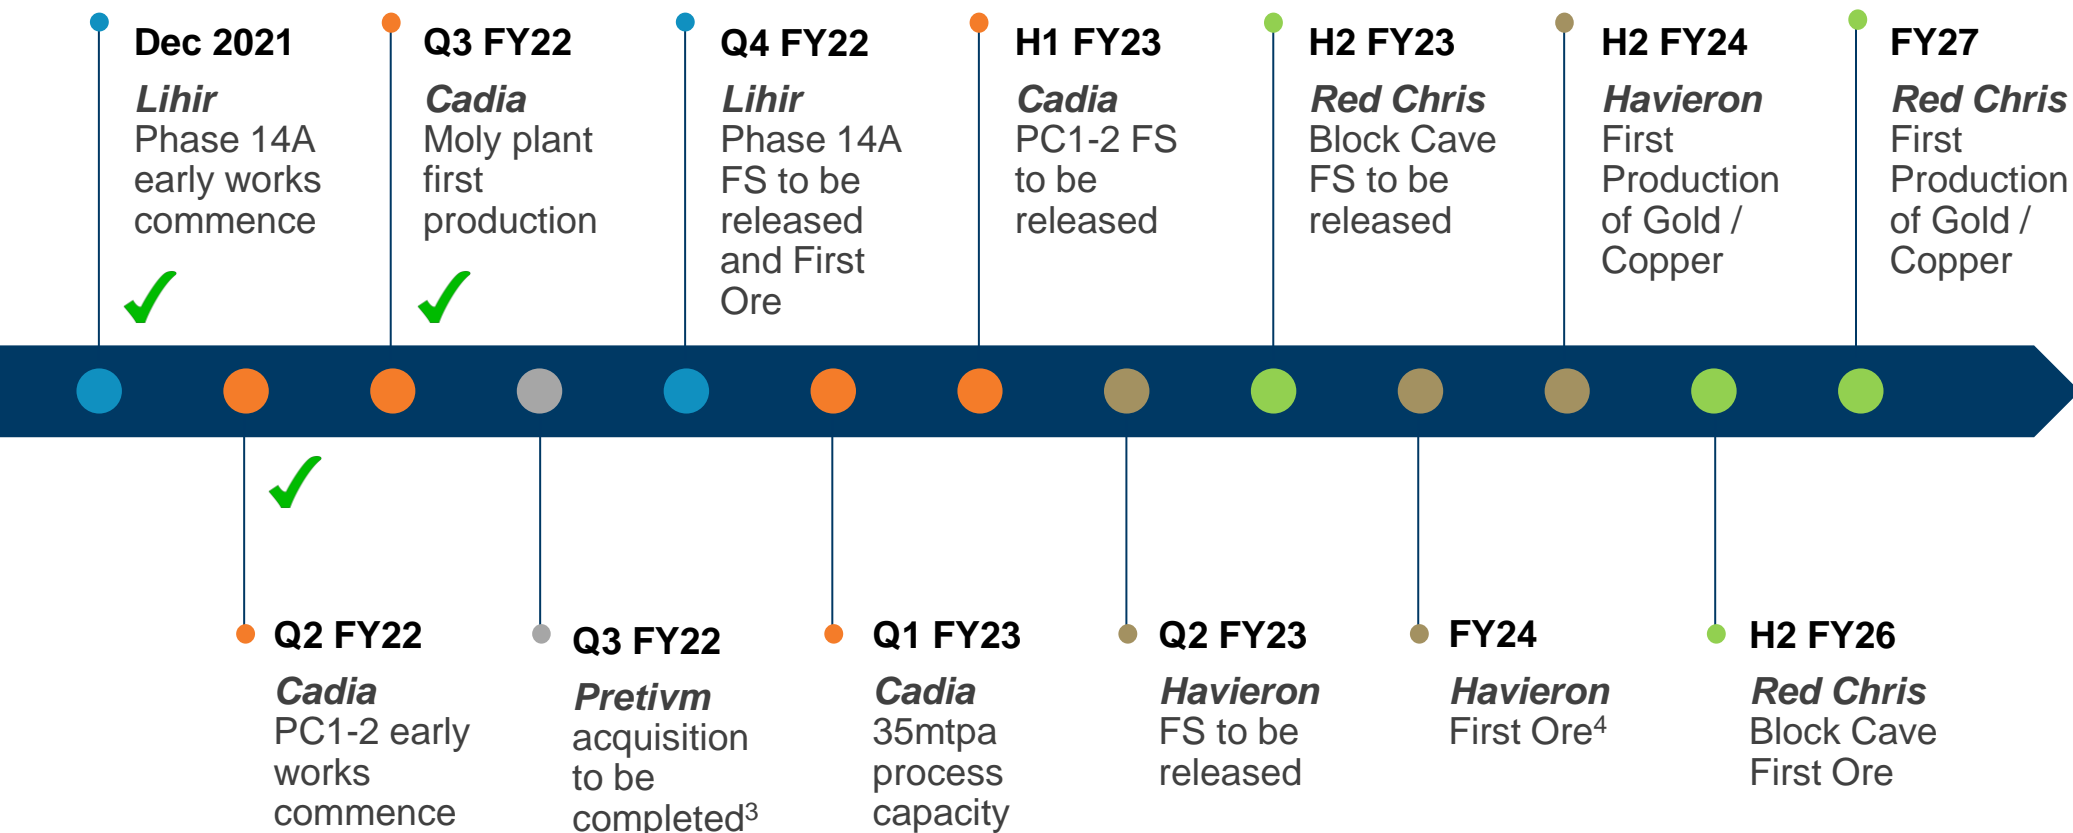 Dec 2021
Lihir
Phase 14A
early works
commence
Q3 FY22
Cadia
Moly plant
first
production
Q4 FY22
Lihir
Phase 14A
FS to be
released
and First
Ore
H1 FY23
Cadia
PC1-2 FS
to be
released
H2 FY23
Red Chris
Block Cave
FS to be
released
H2 FY24
Havieron
First
Production
of Gold /
Copper
FY27
Red Chris
First
Production
of Gold /
Copper
Q2 FY22
Cadia
PC1-2 early
works
commence
Q3 FY22
Pretivm
acquisition
to be
completed3
Q1 FY23
Cadia
35mtpa
process
capacity
Q2 FY23
Havieron
FS to be
released
FY24
Havieron
First Ore4
H2 FY26
Red Chris
Block Cave
First Ore